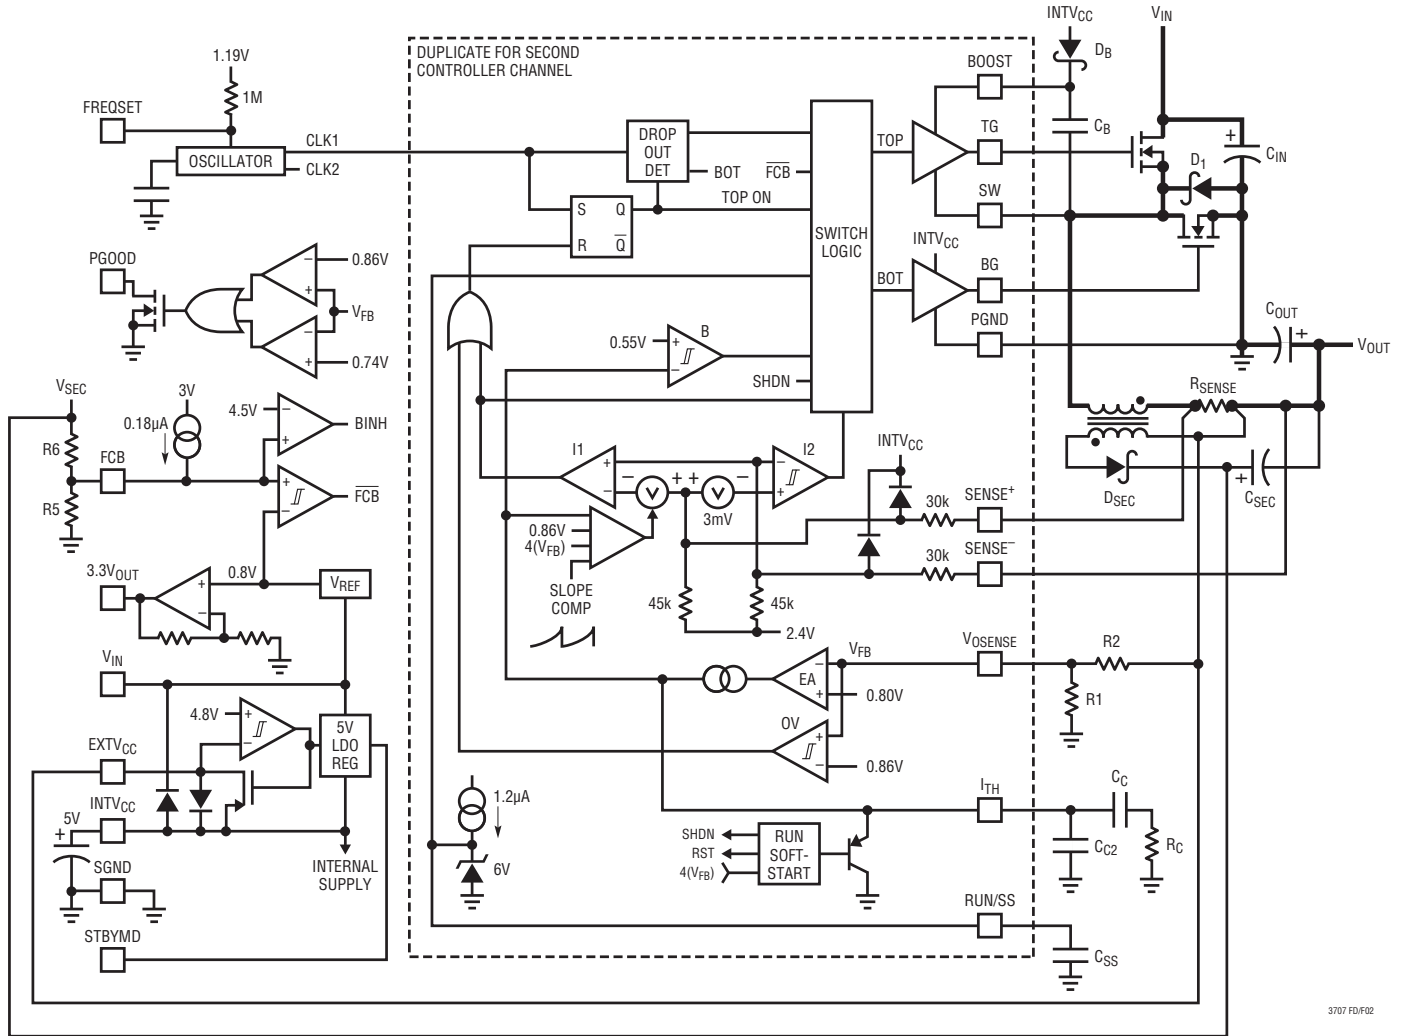 INTVCC
VIN
DUPLICATE FOR SECOND
CONTROLLER CHANNEL
1.19V
1M
FREQSET
OSCILLATOR
CLK1
CLK2
DROP
OUT
DET
BOT
FCB
TOP ON
S
Q
R
Q
SWITCH
LOGIC
TOP
BOT
INTVCC
BOOST
TG
SW
BG
PGND
DB
CB
D1
+
CIN
COUT
+
VOUT
PGOOD
−
0.86V
+
VFB
−
+
0.74V
0.55V
+
−
B
SHDN
VSEC
R6
R5
FCB
3V
0.18µA
4.5V
−
+
BINH
+
−
FCB
I1
+
−
− + + −
V
V
3mV
I2
−
+
INTVCC
0.86V
4(VFB)
SLOPE
COMP
45k
45k
2.4V
30k
SENSE+
30k
SENSE−
RSENSE
DSEC
+
CSEC
3.3VOUT
+
−
0.8V
VREF
VIN
4.8V
+
−
5V
LDO
REG
EXTVCC
INTVCC
5V
+
SGND
INTERNAL
SUPPLY
STBYMD
VFB
−
EA
+
0.80V
OV
+
−
0.86V
VOSENSE
R2
R1
1.2µA
6V
SHDN
RST
4(VFB)
RUN
SOFT-
START
ITH
CC
CC2
RC
RUN/SS
CSS
3707 FD/F02